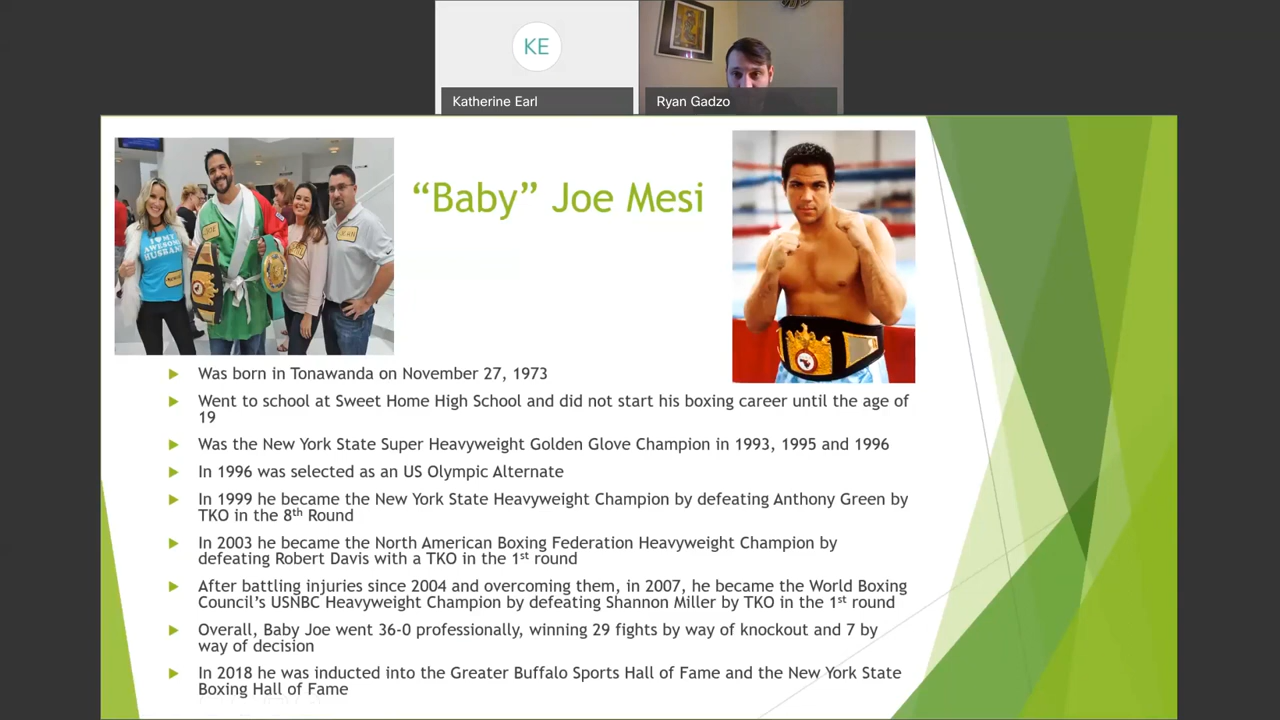 KE
Katherine Earl
Ryan Gadzo
“Baby” Joe Mesi
I ♥ MY
AWESOME
HUSBAND
Was born in Tonawanda on November 27, 1973
Went to school at Sweet Home High School and did not start his boxing career until the age of
19
Was the New York State Super Heavyweight Golden Glove Champion in 1993, 1995 and 1996
In 1996 was selected as an US Olympic Alternate
In 1999 he became the New York State Heavyweight Champion by defeating Anthony Green by
TKO in the 8th Round
In 2003 he became the North American Boxing Federation Heavyweight Champion by
defeating Robert Davis with a TKO in the 1st round
After battling injuries since 2004 and overcoming them, in 2007, he became the World Boxing
Council’s USNBC Heavyweight Champion by defeating Shannon Miller by TKO in the 1st round
Overall, Baby Joe went 36-0 professionally, winning 29 fights by way of knockout and 7 by
way of decision
In 2018 he was inducted into the Greater Buffalo Sports Hall of Fame and the New York State
Boxing Hall of Fame